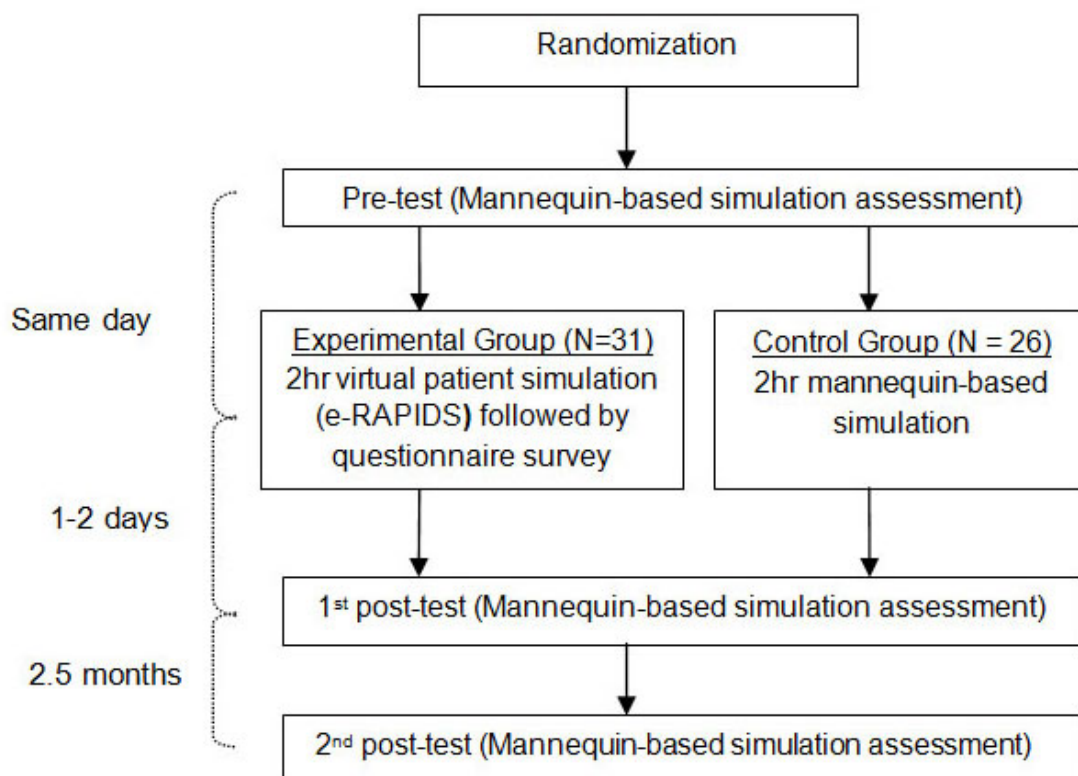 Randomization
Pre-test (Mannequin-based simulation assessment)
Same day
Experimental Group (N=31)
2hr virtual patient simulation
(e-RAPIDS) followed by
questionnaire survey
Control Group (N = 26)
2hr mannequin-based
simulation
1-2 days
1st post-test (Mannequin-based simulation assessment)
2.5 months
2nd post-test (Mannequin-based simulation assessment)